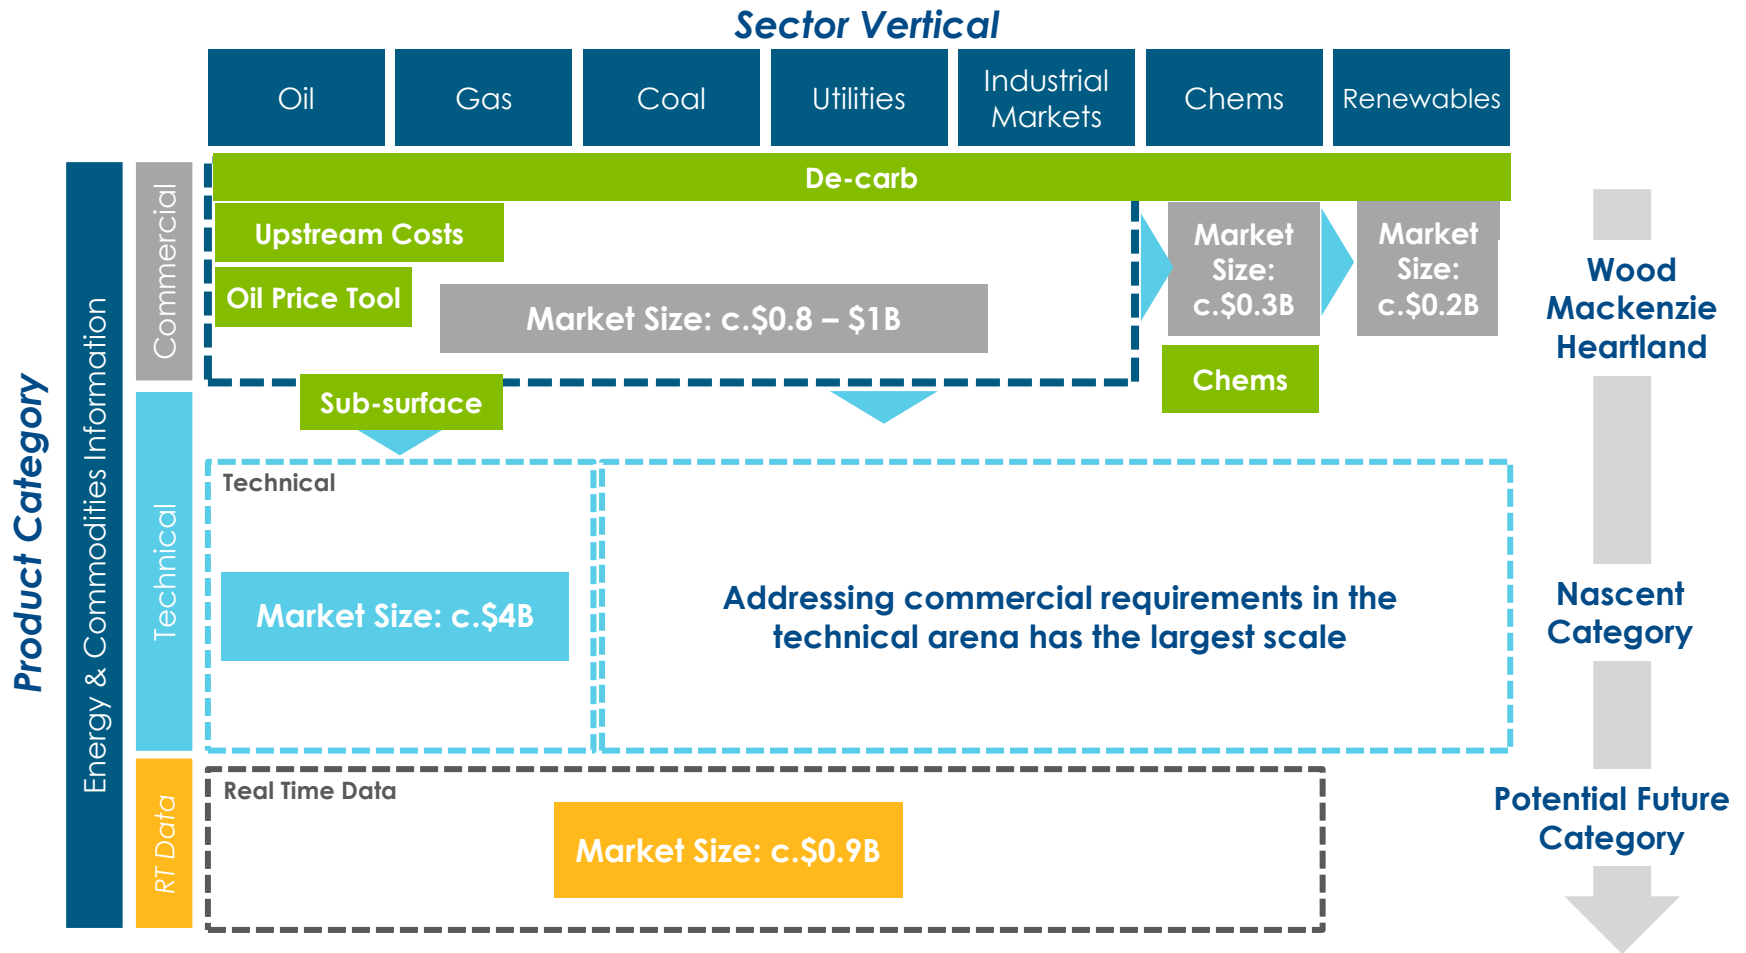 Sector Vertical
Oil
Gas
Coal
Utilities
Industrial
Markets
Chems
Renewables
Product Category
Energy & Commodities Information
Commercial
De-carb
Upstream Costs
Oil Price Tool
Market Size: c.$0.8 – $1B
Market
Size:
c.$0.3B
Market
Size:
c.$0.2B
Chems
Sub-surface
Wood
Mackenzie
Heartland
Technical
Technical
Market Size: c.$4B
Addressing commercial requirements in the
technical arena has the largest scale
Nascent
Category
RT Data
Real Time Data
Market Size: c.$0.9B
Potential Future
Category